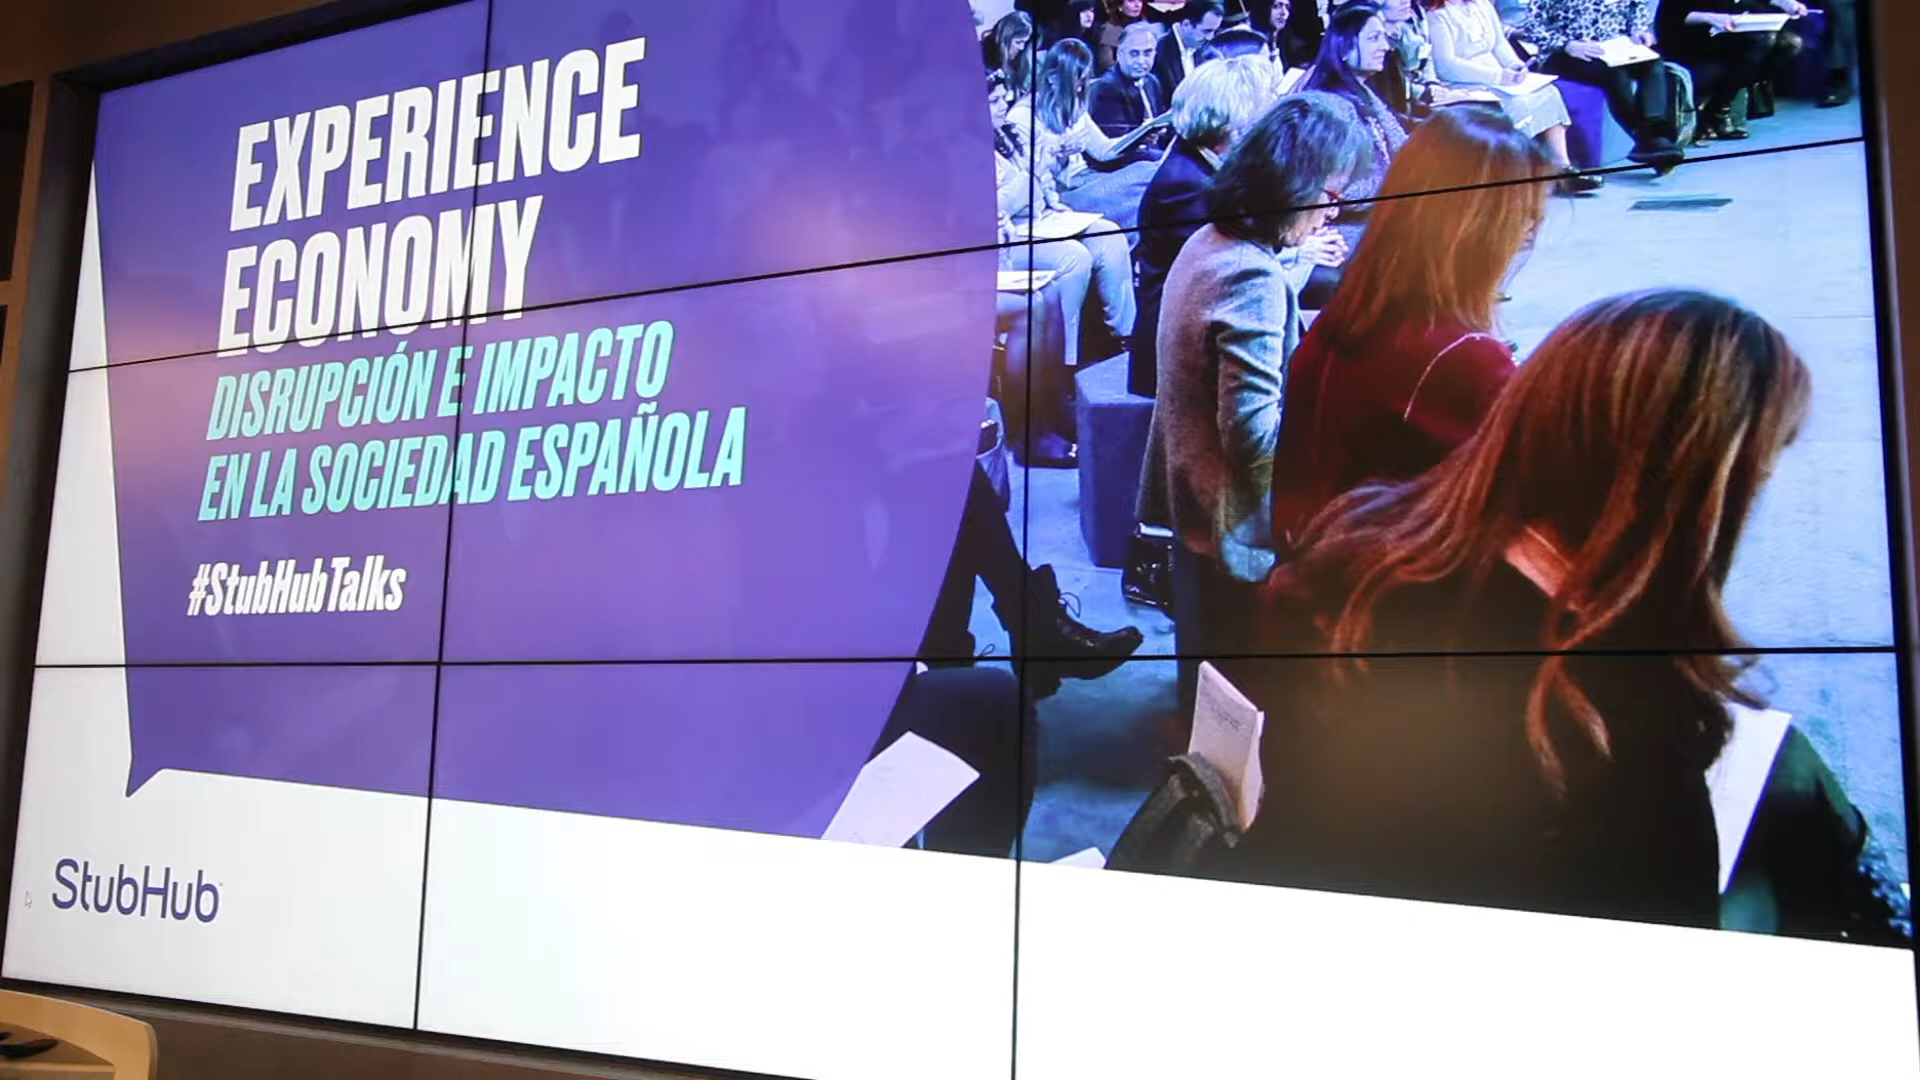 EXPERIENCE
ECONOMY
DISRUPCIÓN E IMPACTO
EN LA SOCIEDAD ESPAÑOLA
#StubHubTalks
StubHub